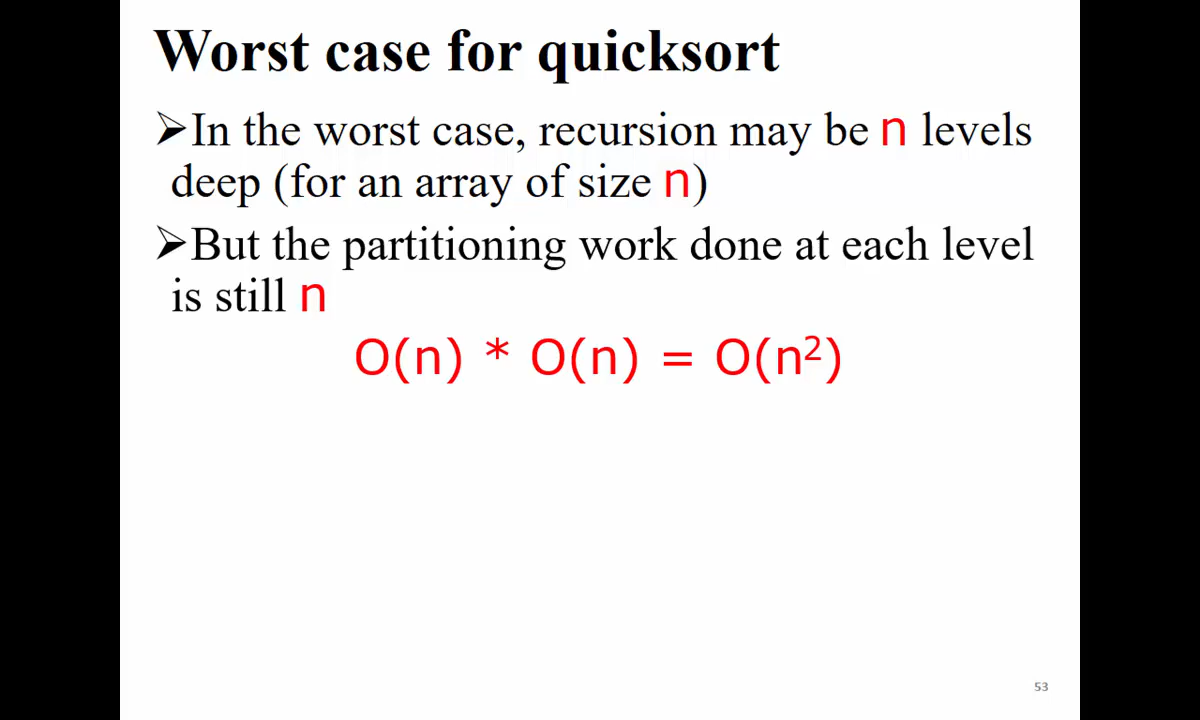 Worst case for quicksort
➢In the worst case, recursion may be n levels
deep (for an array of size n)
➢But the partitioning work done at each level
is still n
O(n) * O(n) = O(n²)
53